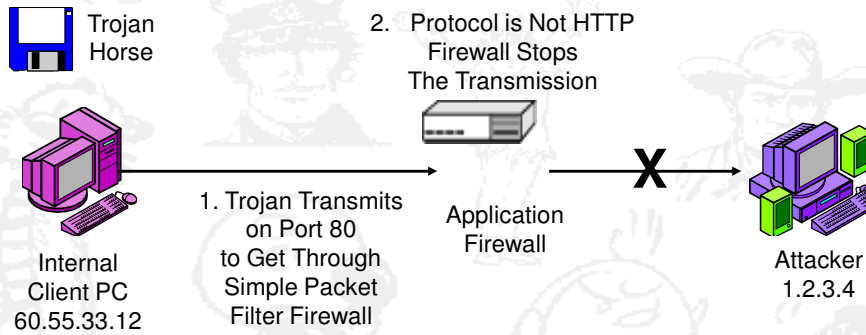 Trojan
Horse
2. Protocol is Not HTTP
Firewall Stops
The Transmission
X
1. Trojan Transmits
on Port 80
to Get Through
Simple Packet
Filter Firewall
Application
Firewall
Internal
Client PC
60.55.33.12
Attacker
1.2.3.4